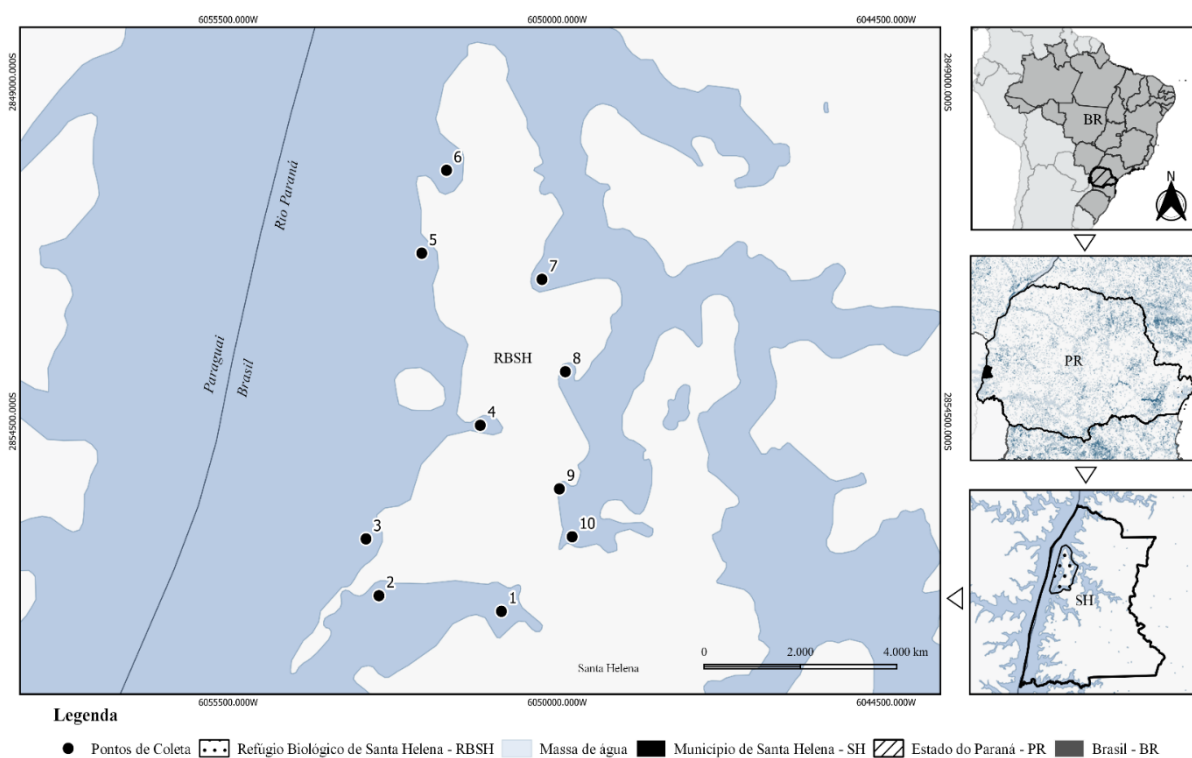 6055500.000W
6050000.000W
6044500.000W
2849000.000S
2849000.000S
6
5
7
Rio Paraná
BR
N
Paraguai
Brasil
RBSH
8
4
PR
2854500.000S
2854500.000S
9
10
3
2
1
SH
0
2.000
4.000 km
Santa Helena
6055500.000W
6050000.000W
6044500.000W
Legenda
Pontos de Coleta
Refúgio Biológico de Santa Helena - RBSH
Massa de água
Município de Santa Helena - SH
Estado do Paraná - PR
Brasil - BR